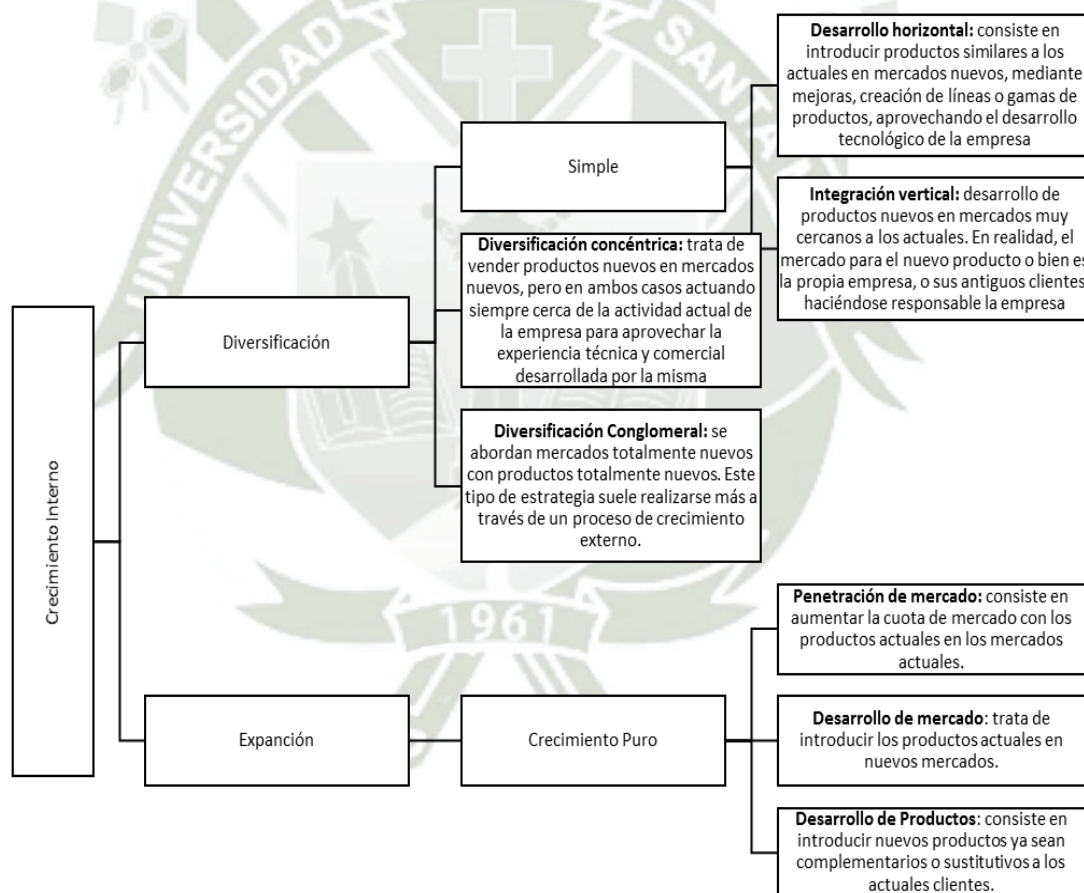 Crecimiento Interno
Diversificación
Simple
Desarrollo horizontal: consiste en
introducir productos similares a los
actuales en mercados nuevos, mediante
mejoras, creación de líneas o gamas de
productos, aprovechando el desarrollo
tecnológico de la empresa
Integración vertical: desarrollo de
productos nuevos en mercados muy
cercanos a los actuales. En realidad, el
mercado para el nuevo producto o bien es
la propia empresa, o sus antiguos clientes
haciéndose responsable la empresa
Diversificación concéntrica: trata de
vender productos nuevos en mercados
nuevos, pero en ambos casos actuando
siempre cerca de la actividad actual de
la empresa para aprovechar la
experiencia técnica y comercial
desarrollada por la misma
Diversificación Conglomeral: se
abordan mercados totalmente nuevos
con productos totalmente nuevos. Este
tipo de estrategia suele realizarse más a
través de un proceso de crecimiento
externo.
Expanción
Crecimiento Puro
Penetración de mercado: consiste en
aumentar la cuota de mercado con los
productos actuales en los mercados
actuales.
Desarrollo de mercado: trata de
introducir los productos actuales en
nuevos mercados.
Desarrollo de Productos: consiste en
introducir nuevos productos ya sean
complementarios o sustitutivos a los
actuales clientes.
UNIVERSIDAD
1961